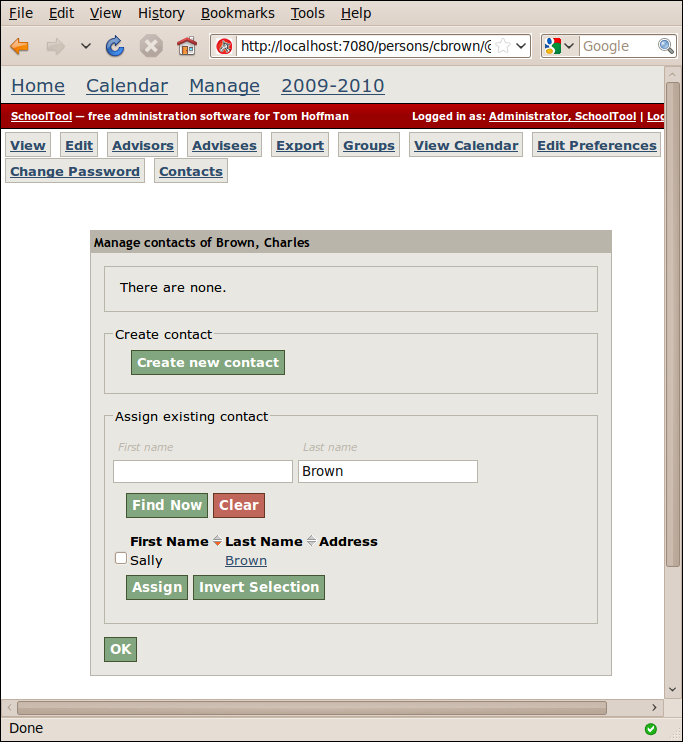 File Edit View History Bookmarks Tools Help
http://localhost:7080/persons/cbrown/@ Google
Home Calendar Manage 2009-2010
SchoolTool — free administration software for Tom Hoffman Logged in as: Administrator, SchoolTool |
View Edit Advisors Advisees Export Groups View Calendar Edit Preferences
Change Password Contacts
Manage contacts of Brown, Charles
There are none.
Create contact
Create new contact
Assign existing contact
First name Last name
Brown
Find Now Clear
First Name Last Name Address
Sally Brown
Assign Invert Selection
OK
Done